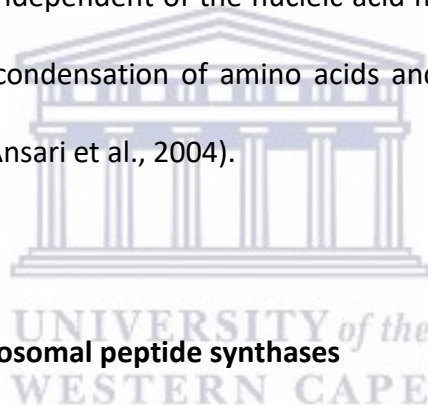 independent of the nucleic acid
condensation of amino acids and
Ansari et al., 2004).
UNIVERSITY of the
osomal peptide synthases
WESTERN CAPE